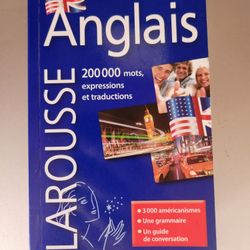 Anglais
200 000 mots,
expressions
et traductions
LAROUSSE
• 3 000 américanismes
• Une grammaire
• Un guide
de conversation